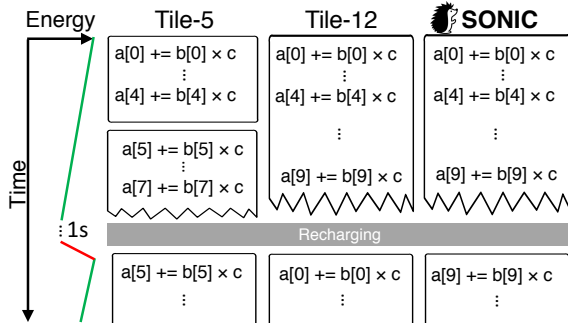 Energy
Tile-5
Tile-12
SONIC
Time
a[0] += b[0] × c
⋮
a[4] += b[4] × c
a[5] += b[5] × c
⋮
a[7] += b[7] × c
a[0] += b[0] × c
⋮
a[4] += b[4] × c
⋮
a[9] += b[9] × c
a[0] += b[0] × c
⋮
a[4] += b[4] × c
⋮
a[9] += b[9] × c
⋮ 1s
Recharging
a[5] += b[5] × c
⋮
a[0] += b[0] × c
⋮
a[9] += b[9] × c
⋮